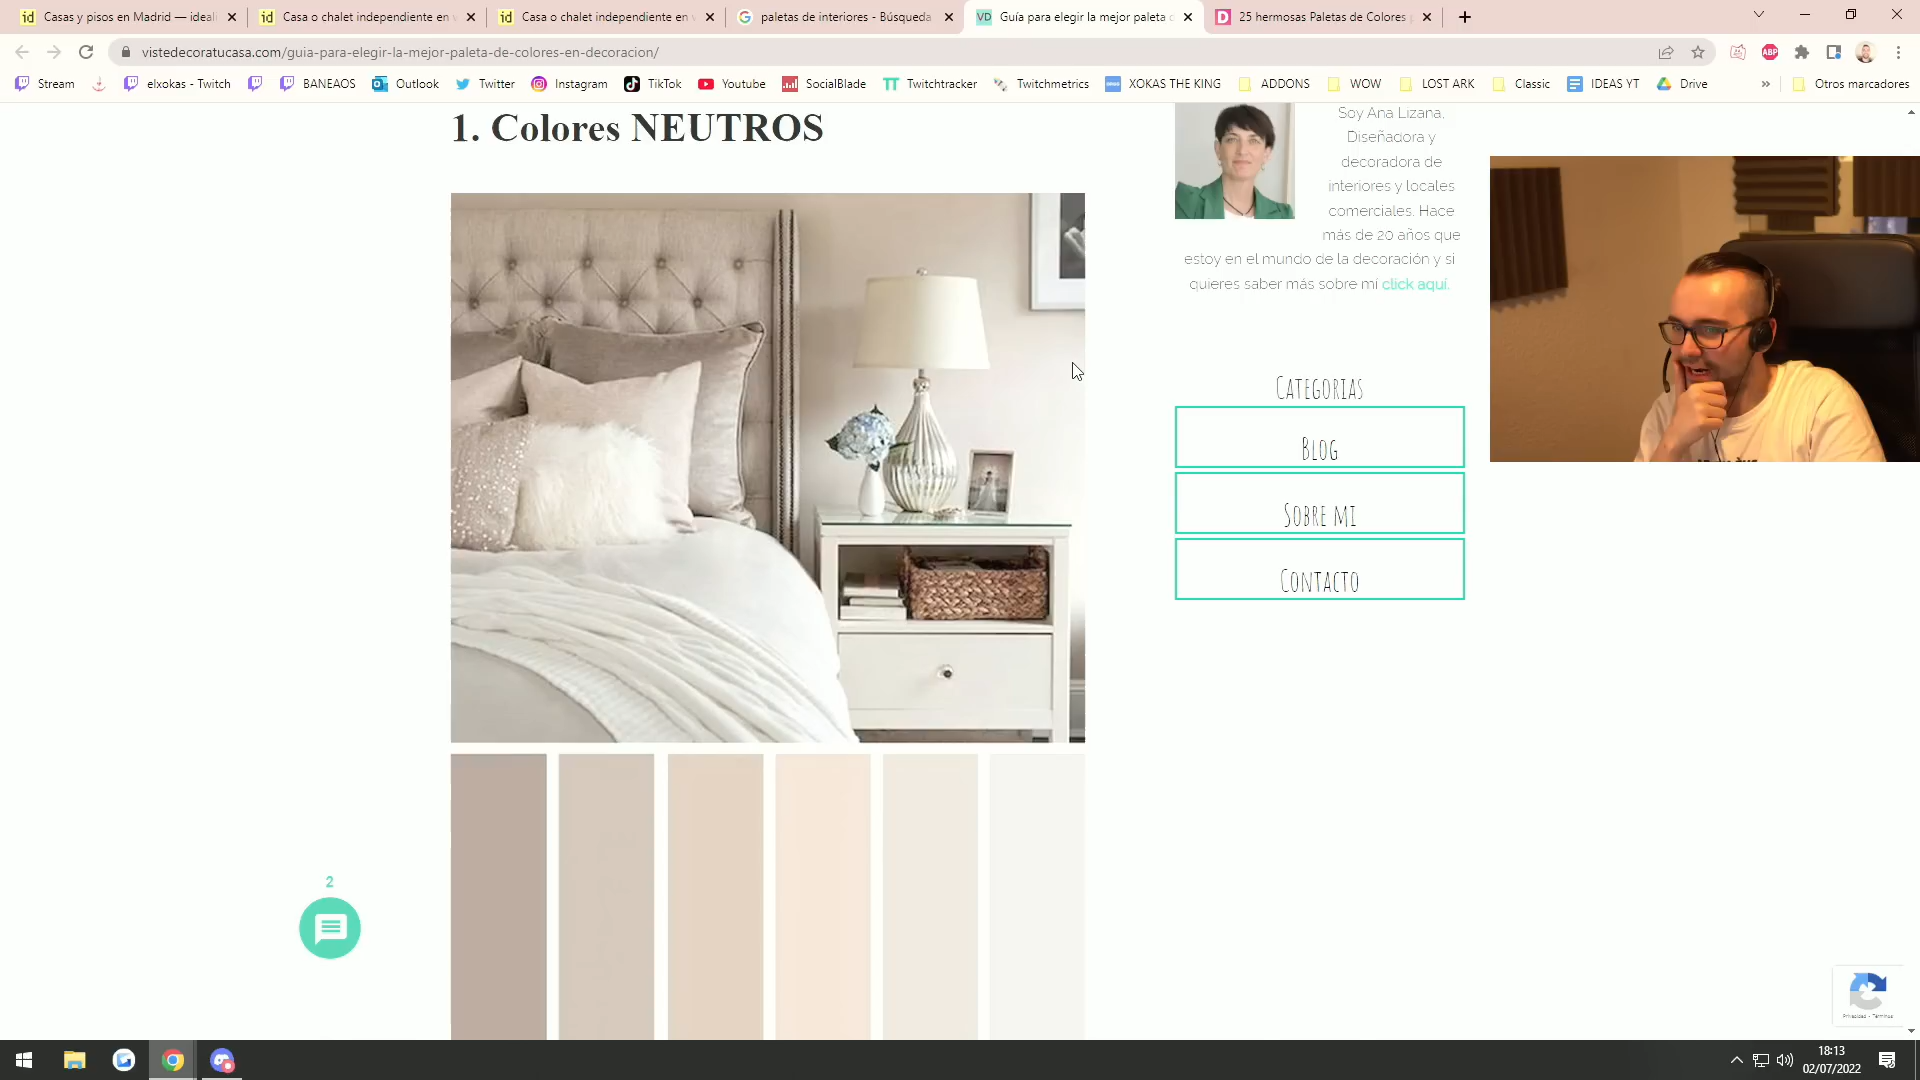 Casas y pisos en Madrid — ideali
Casa o chalet independiente en v
Casa o chalet independiente en v
paletas de interiores - Búsqueda
Guía para elegir la mejor paleta d
25 hermosas Paletas de Colores p
vistedecoratucasa.com/guia-para-elegir-la-mejor-paleta-de-colores-en-decoracion/
Stream
elxokas - Twitch
BANEAOS
Outlook
Twitter
Instagram
TikTok
Youtube
SocialBlade
Twitchtracker
Twitchmetrics
XOKAS THE KING
ADDONS
WOW
LOST ARK
Classic
IDEAS YT
Drive
»
Otros marcadores
1. Colores NEUTROS
Soy Ana Lizana,
Diseñadora y
decoradora de
interiores y locales
comerciales. Hace
más de 20 años que
estoy en el mundo de la decoración y si
quieres saber más sobre mí click aquí.
Categorias
Blog
Sobre mi
Contacto
2
Privacidad - Términos
18:13
02/07/2022